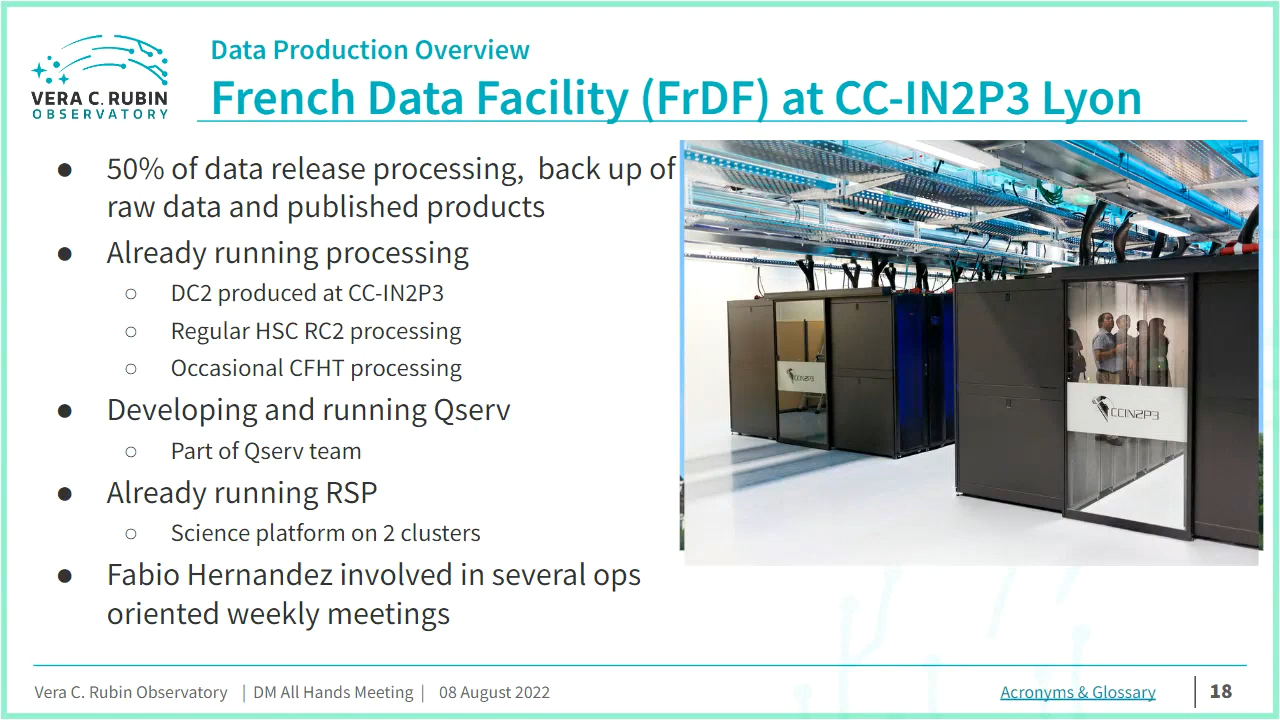 VERA C. RUBIN
OBSERVATORY
Data Production Overview
French Data Facility (FrDF) at CC-IN2P3 Lyon
● 50% of data release processing, back up of
raw data and published products
● Already running processing
○ DC2 produced at CC-IN2P3
○ Regular HSC RC2 processing
○ Occasional CFHT processing
● Developing and running Qserv
○ Part of Qserv team
● Already running RSP
○ Science platform on 2 clusters
● Fabio Hernandez involved in several ops
oriented weekly meetings
CCIN2P3
CCIN2P3
Vera C. Rubin Observatory | DM All Hands Meeting | 08 August 2022
Acronyms & Glossary | 18